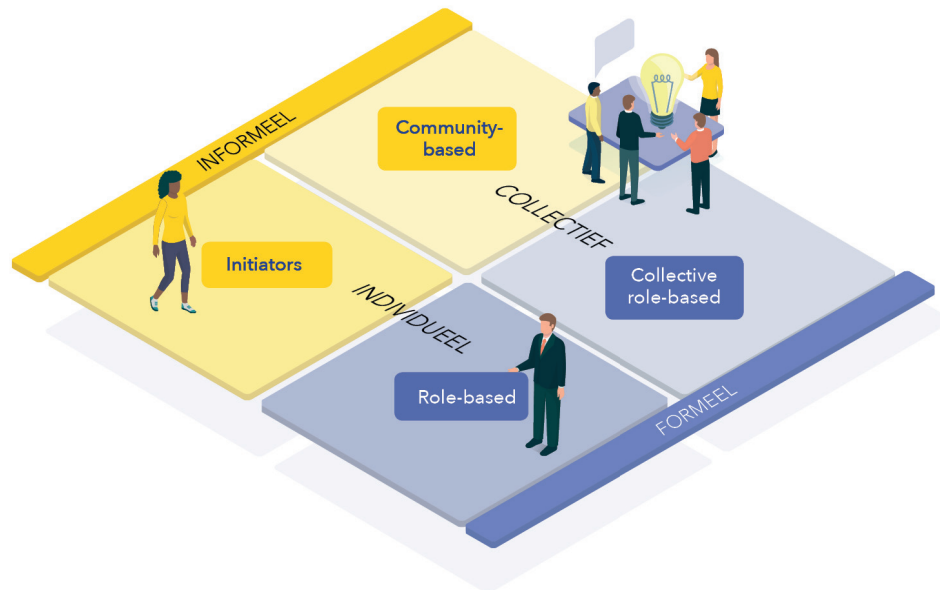 INFORMEEL
Community-
based
COLLECTIEF
Initiators
Collective
role-based
INDIVIDUEEL
Role-based
FORMEEL